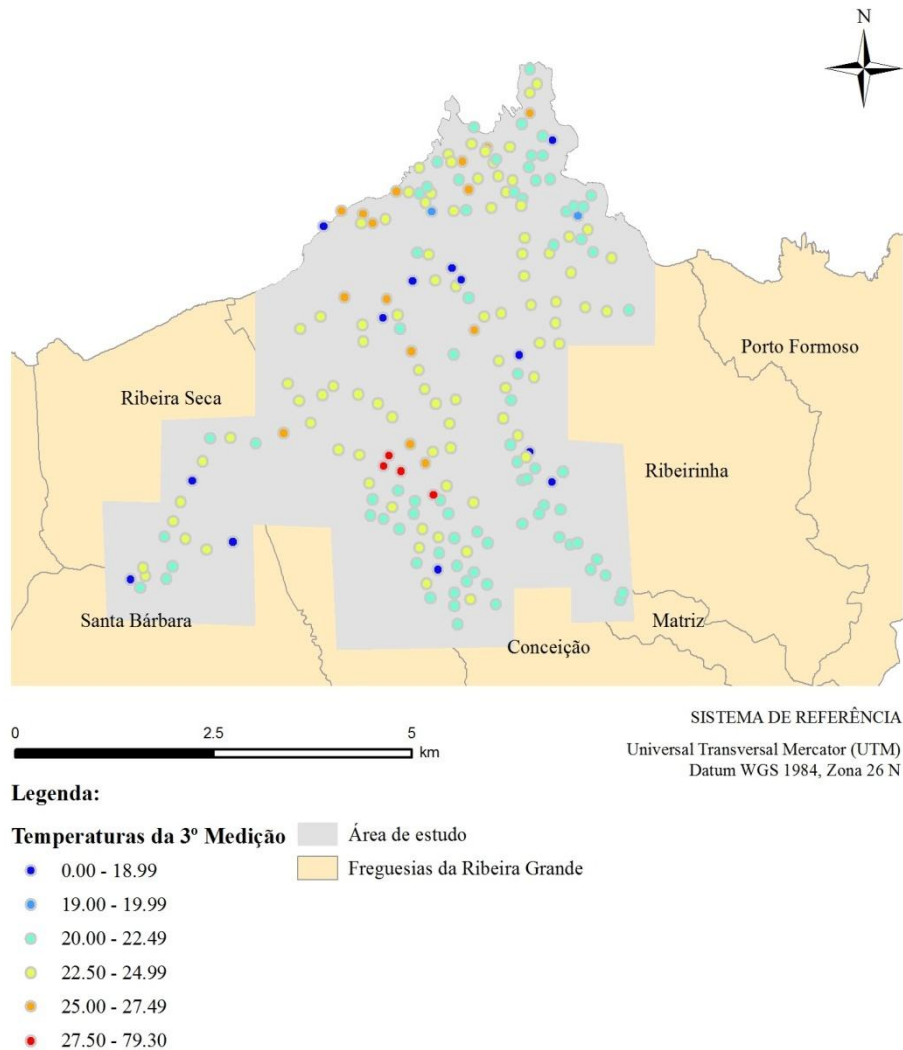 N
Porto Formoso
Ribeira Seca
Ribeirinha
Santa Bárbara
Matriz
Conceição
SISTEMA DE REFERÊNCIA
0 2.5 5
km
Universal Transversal Mercator (UTM)
Datum WGS 1984, Zona 26 N
Legenda:
Temperaturas da 3º Medição
Área de estudo
0.00 - 18.99
Freguesias da Ribeira Grande
19.00 - 19.99
20.00 - 22.49
22.50 - 24.99
25.00 - 27.49
27.50 - 79.30